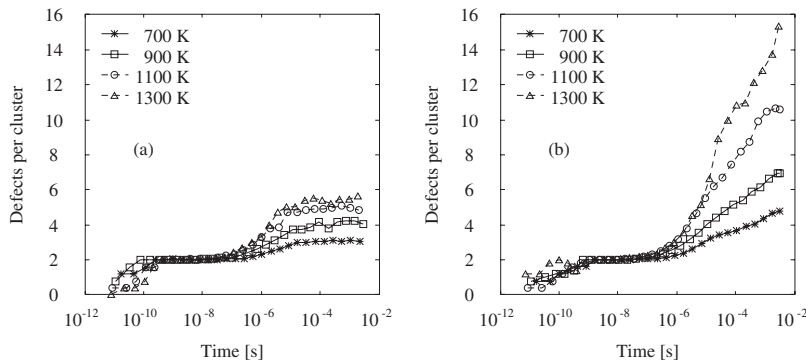 16
14
12
10
8
6
4
2
0
Defects per cluster
700 K
900 K
1100 K
1300 K
(a)
10-12 10-10 10-8 10-6 10-4 10-2
Time [s]
16
14
12
10
8
6
4
2
0
Defects per cluster
700 K
900 K
1100 K
1300 K
(b)
10-12 10-10 10-8 10-6 10-4 10-2
Time [s]